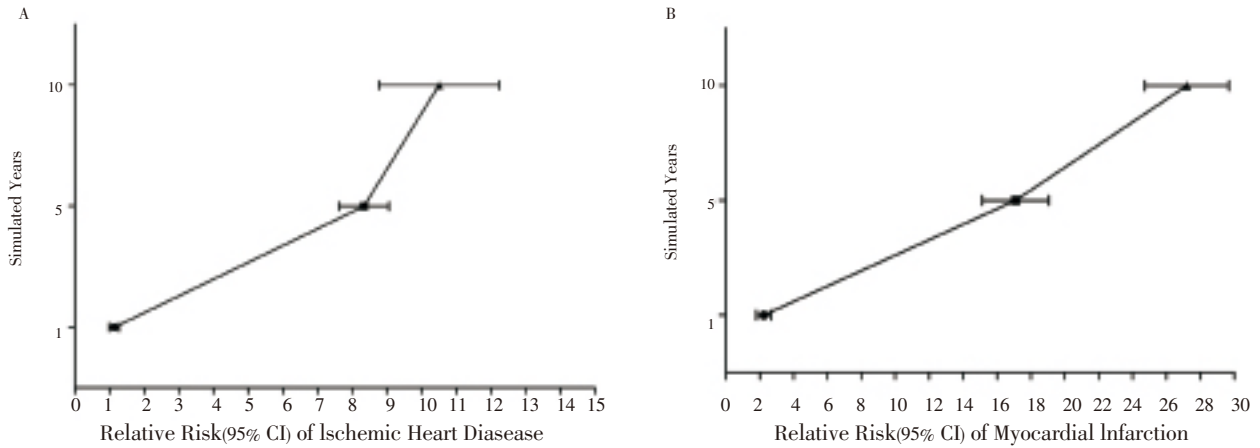 A
10
5
1
Simulated Years
0 1 2 3 4 5 6 7 8 9 10 11 12 13 14 15
Relative Risk(95% CI) of Ischemic Heart Diasease
B
10
5
1
Simulated Years
0 2 4 6 8 10 12 14 16 18 20 22 24 26 28 30
Relative Risk(95% CI) of Myocardial Infarction